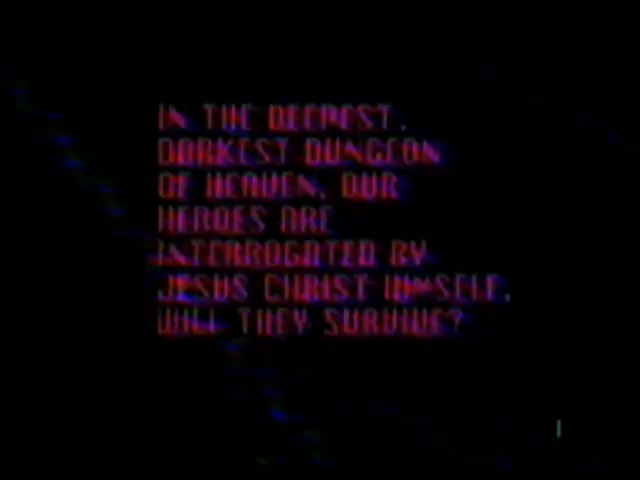 IN THE DEEPEST,
DARKEST DUNGEON
OF HEAVEN, OUR
HEROES ARE
INTERROGATED BY
JESUS CHRIST HIMSELF.
WILL THEY SURVIVE?